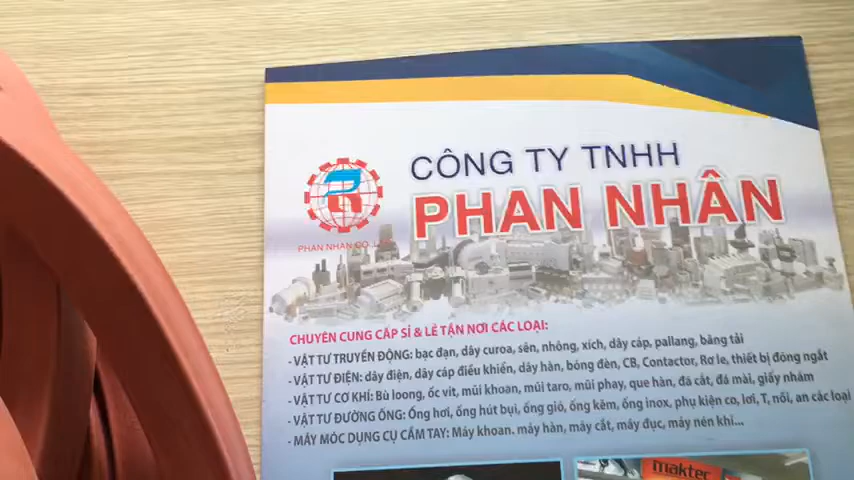 CÔNG TY TNHH
PHAN NHÂN
PHAN NHAN CO., LTD
CHUYÊN CUNG CẤP SỈ & LẺ TẬN NƠI CÁC LOẠI:
- VẬT TƯ TRUYỀN ĐỘNG: bạc đạn, dây curoa, sên, nhông, xích, dây cáp, pallang, băng tải
- VẬT TƯ ĐIỆN: dây điện, dây cáp điều khiển, dây hàn, bóng đèn, CB, Contactor, Rơ le, thiết bị đóng ngắt
- VẬT TƯ CƠ KHÍ: Bù loong, ốc vít, mũi khoan, mũi taro, mũi phay, que hàn, đá cắt, đá mài, giấy nhám
- VẬT TƯ ĐƯỜNG ỐNG: Ống hơi, ống hút bụi, ống gió, ống kẽm, ống inox, phụ kiện co, lơi, T, nối, an các loại
- MÁY MÓC DỤNG CỤ CẦM TAY: Máy khoan. máy hàn, máy cắt, máy đục, máy nén khí...
maktec